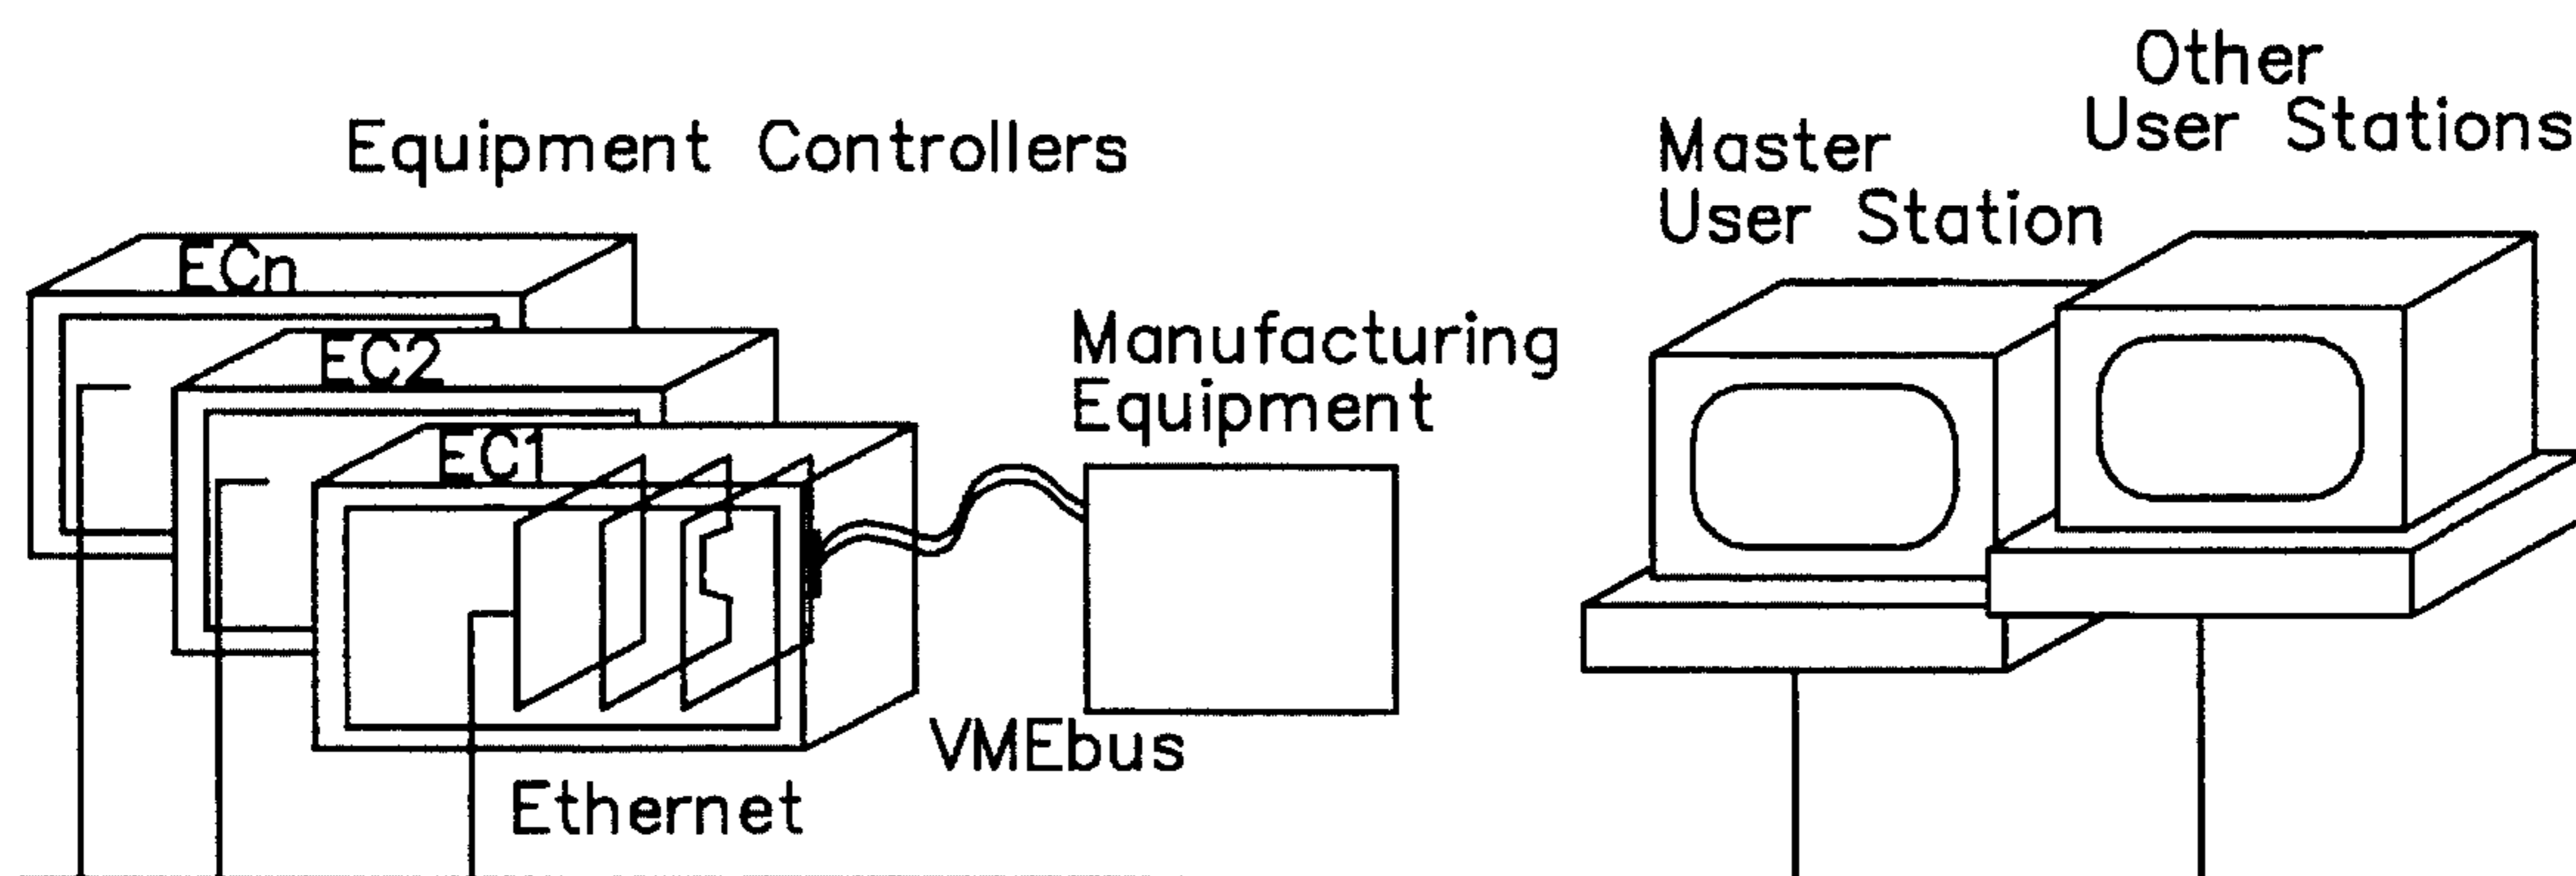 Equipment Controllers
Master
User Station
Other
User Stations
ECn
EC2
EC1
Manufacturing
Equipment
VMEbus
Ethernet